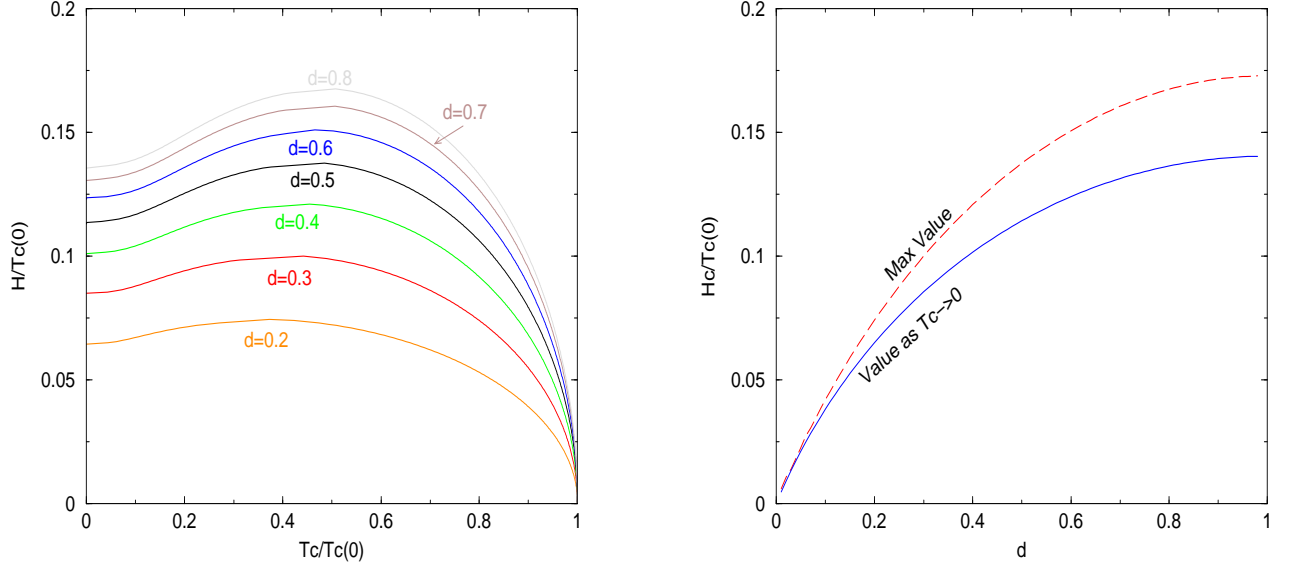 0.2
0.15
0.1
0.05
0
H/Tc(0)
d=0.8
d=0.7
d=0.6
d=0.5
d=0.4
d=0.3
d=0.2
0 0.2 0.4 0.6 0.8 1
Tc/Tc(0)
0.2
0.15
0.1
0.05
0
Hc/Tc(0)
Max Value
Value as Tc->0
0 0.2 0.4 0.6 0.8 1
d